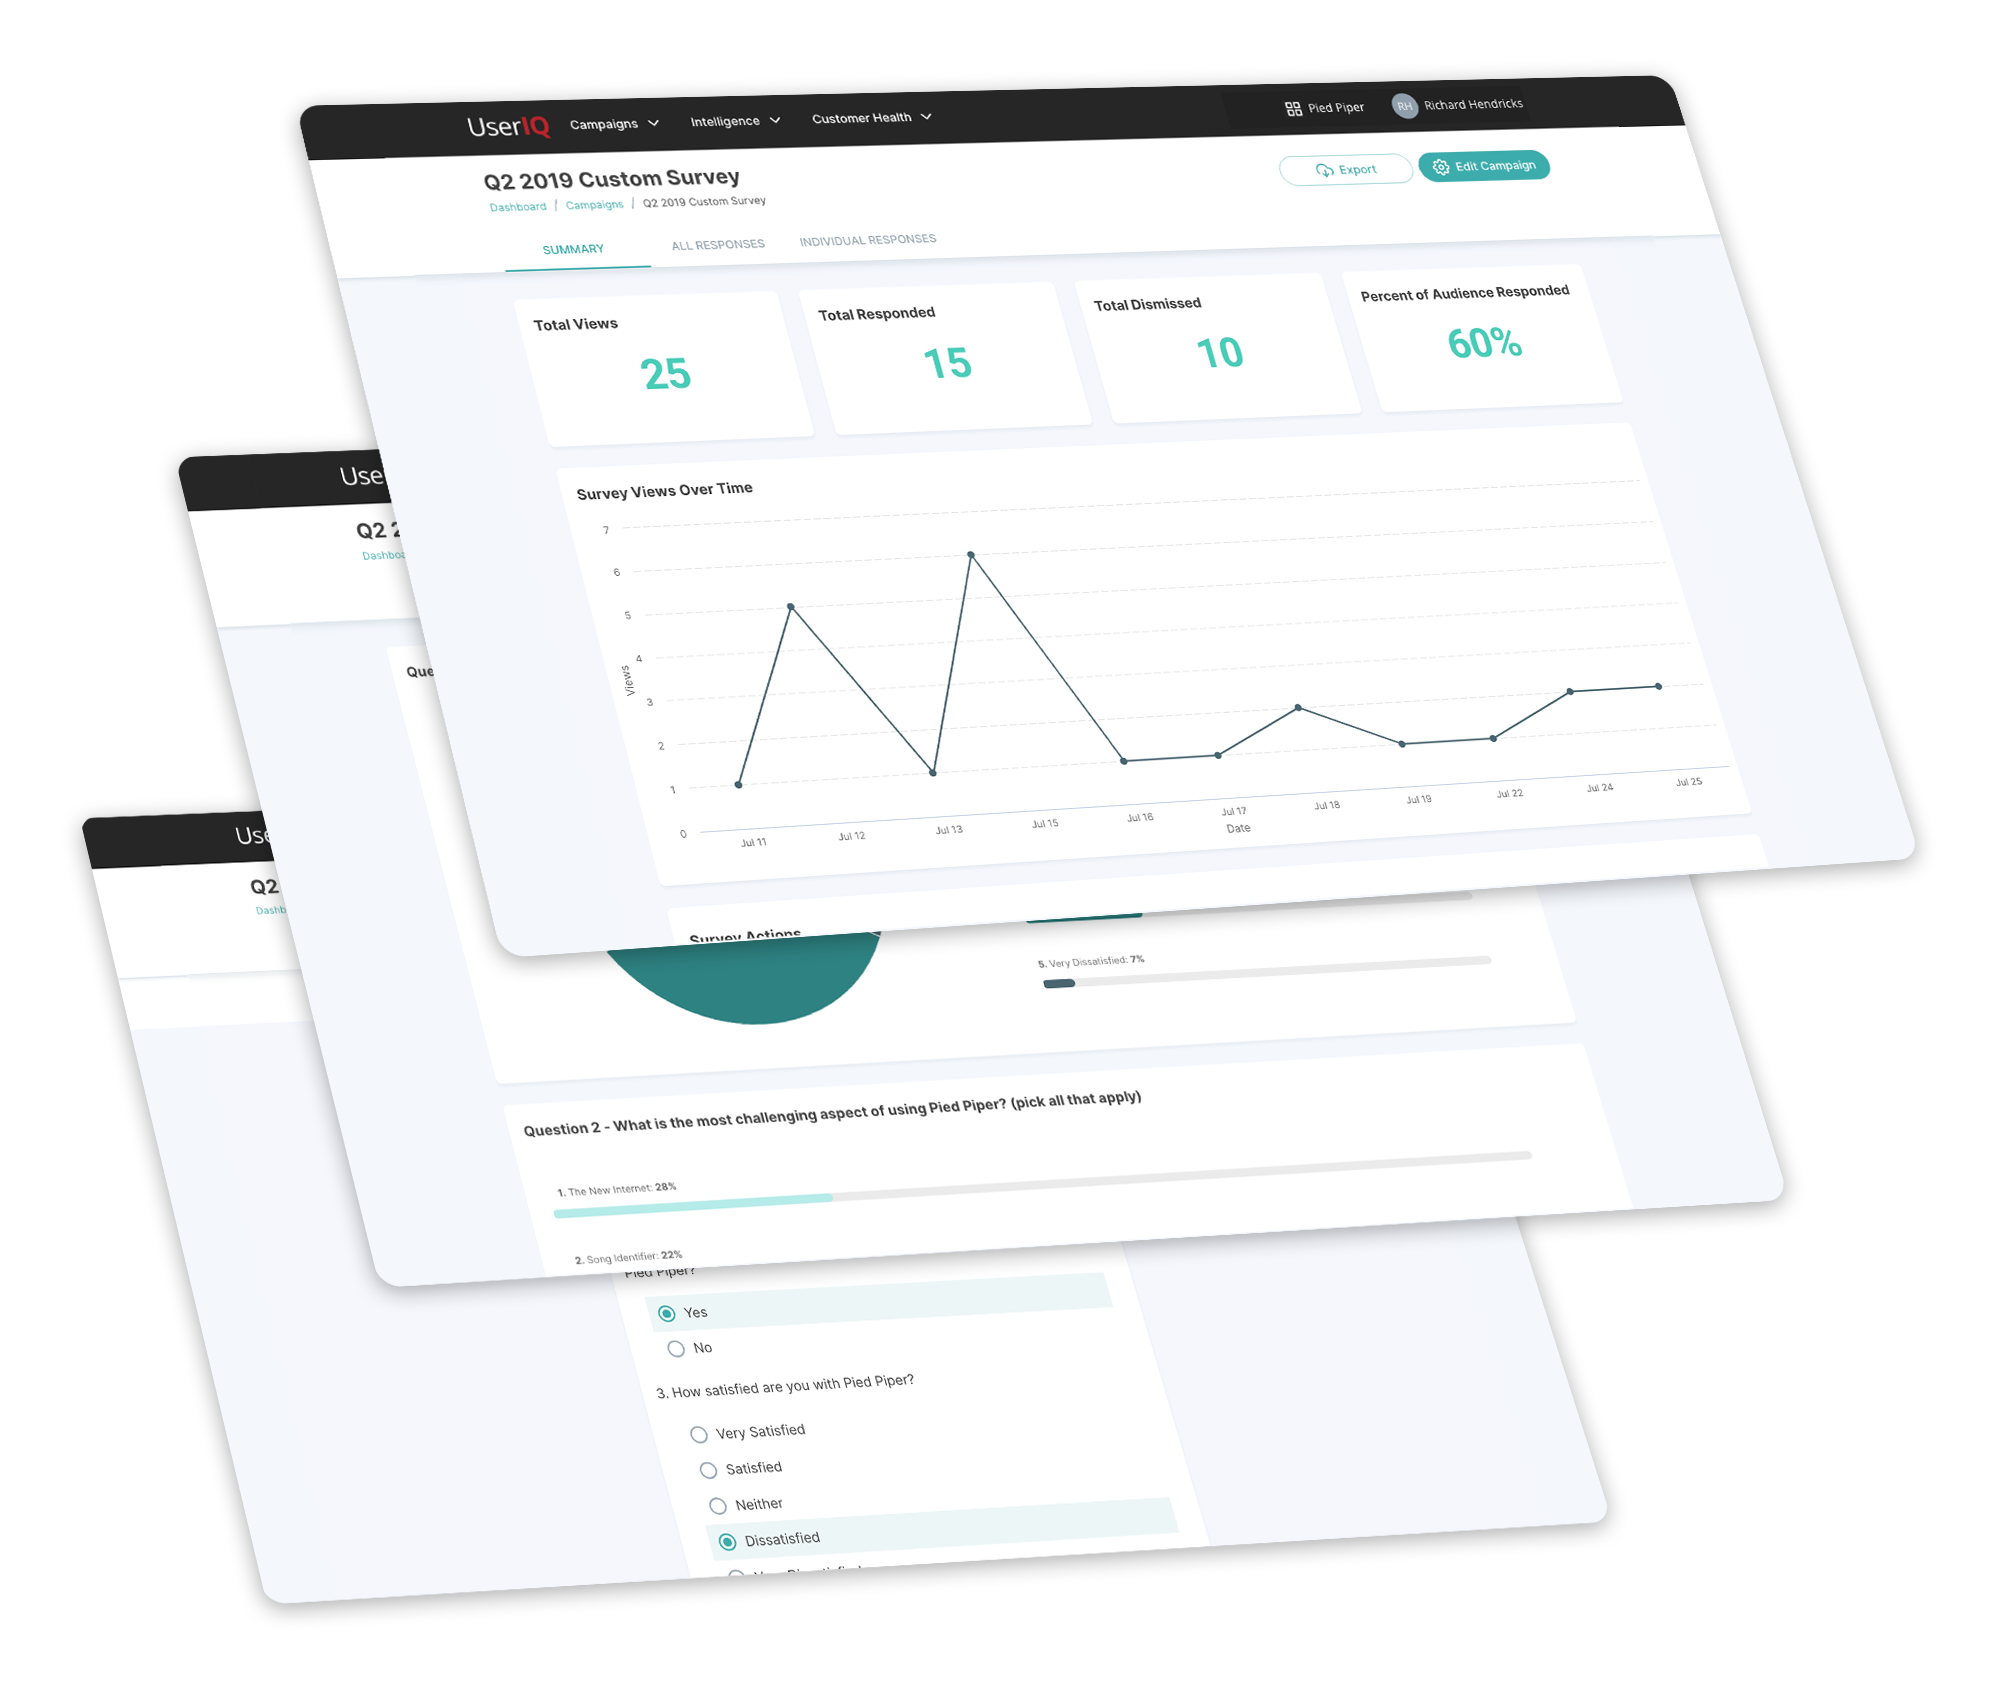 UserIQ Campaigns Intelligence Customer Health Pied Piper RH Richard Hendricks
Q2 2019 Custom Survey
Export Edit Campaign
Dashboard / Campaigns / Q2 2019 Custom Survey
SUMMARY ALL RESPONSES INDIVIDUAL RESPONSES
Total Views
25
Total Responded
15
Total Dismissed
10
Percent of Audience Responded
60%
Survey Views Over Time
7
6
5
4
3
2
1
0
Views
Jul 11 Jul 12 Jul 13 Jul 15 Jul 16 Jul 17 Jul 18 Jul 19 Jul 22 Jul 24 Jul 25
Date
Survey Actions
Use
Q2 2
Dashboa
Que
5. Very Dissatisfied: 7%
Question 2 - What is the most challenging aspect of using Pied Piper? (pick all that apply)
1. The New Internet: 28%
2. Song Identifier: 22%
Use
Q2
Dashb
Pied Piper?
Yes
No
3. How satisfied are you with Pied Piper?
Very Satisfied
Satisfied
Neither
Dissatisfied